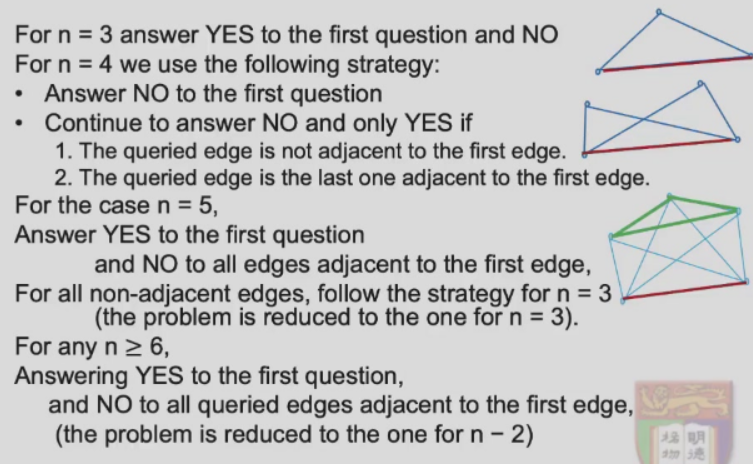 For n = 3 answer YES to the first question and NO
For n = 4 we use the following strategy:
• Answer NO to the first question
• Continue to answer NO and only YES if
1. The queried edge is not adjacent to the first edge.
2. The queried edge is the last one adjacent to the first edge.
For the case n = 5,
Answer YES to the first question
and NO to all edges adjacent to the first edge,
For all non-adjacent edges, follow the strategy for n = 3
(the problem is reduced to the one for n = 3).
For any n ≥ 6,
Answering YES to the first question,
and NO to all queried edges adjacent to the first edge,
(the problem is reduced to the one for n − 2)